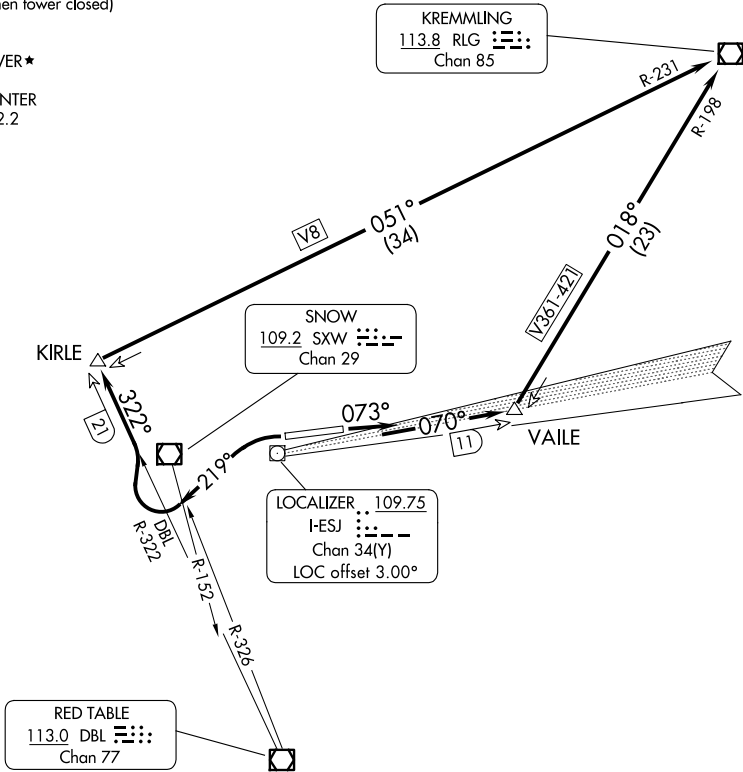 en tower closed)
VER★
NTER
2.2
KREMMLING
113.8 RLG
Chan 85
R-231
R-198
V8
051°
(34)
018°
(23)
V361-421
SNOW
109.2 SXW
Chan 29
KIRLE
322°
21
219°
073°
070°
11
VAILE
LOCALIZER 109.75
I-ESJ
Chan 34(Y)
LOC offset 3.00°
DBL
R-322
R-152
R-326
RED TABLE
113.0 DBL
Chan 77